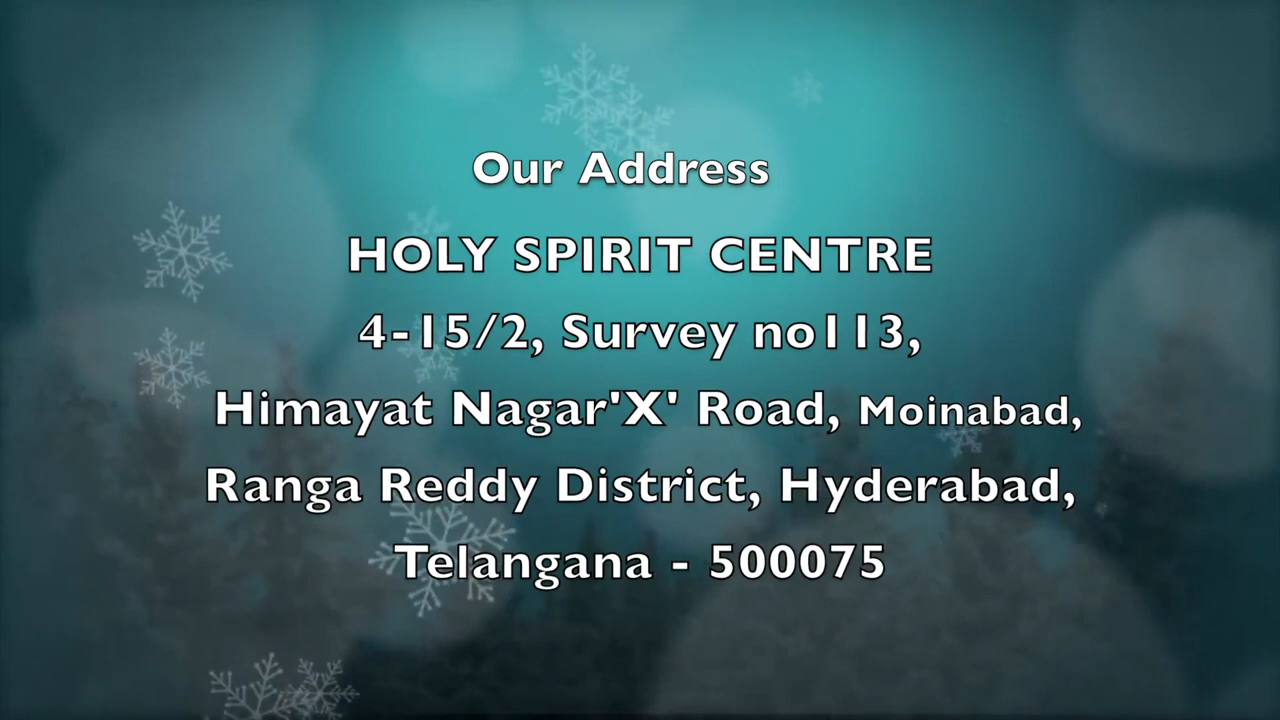 Our Address
HOLY SPIRIT CENTRE
4-15/2, Survey no113,
Himayat Nagar'X' Road, Moinabad,
Ranga Reddy District, Hyderabad,
Telangana - 500075